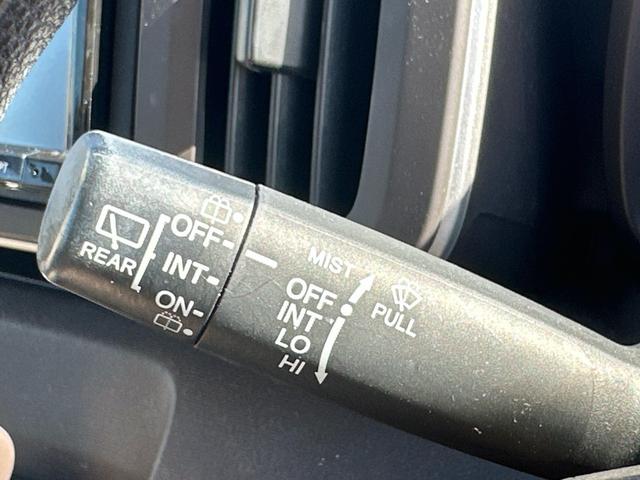 REAR
OFF-
INT-
ON-
MIST
OFF
INT
LO
HI
PULL